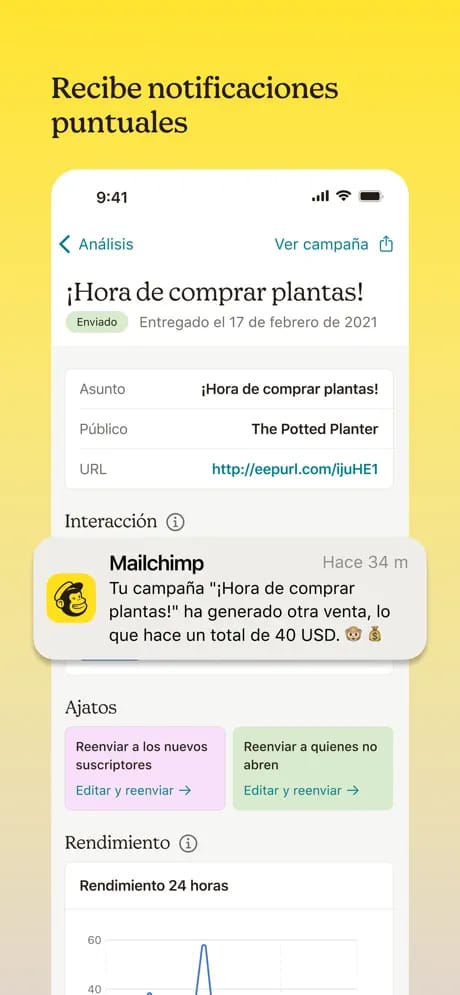 Recibe notificaciones
puntuales
9:41
Análisis
Ver campaña
¡Hora de comprar plantas!
Enviado
Entregado el 17 de febrero de 2021
Asunto
¡Hora de comprar plantas!
Público
The Potted Planter
URL
http://eepurl.com/ijuHE1
Interacción
Mailchimp
Hace 34 m
Tu campaña "¡Hora de comprar
plantas!" ha generado otra venta, lo
que hace un total de 40 USD. 🐵 💰
Ajatos
Reenviar a los nuevos
suscriptores
Editar y reenviar →
Reenviar a quienes no
abren
Editar y reenviar →
Rendimiento
Rendimiento 24 horas
60
40